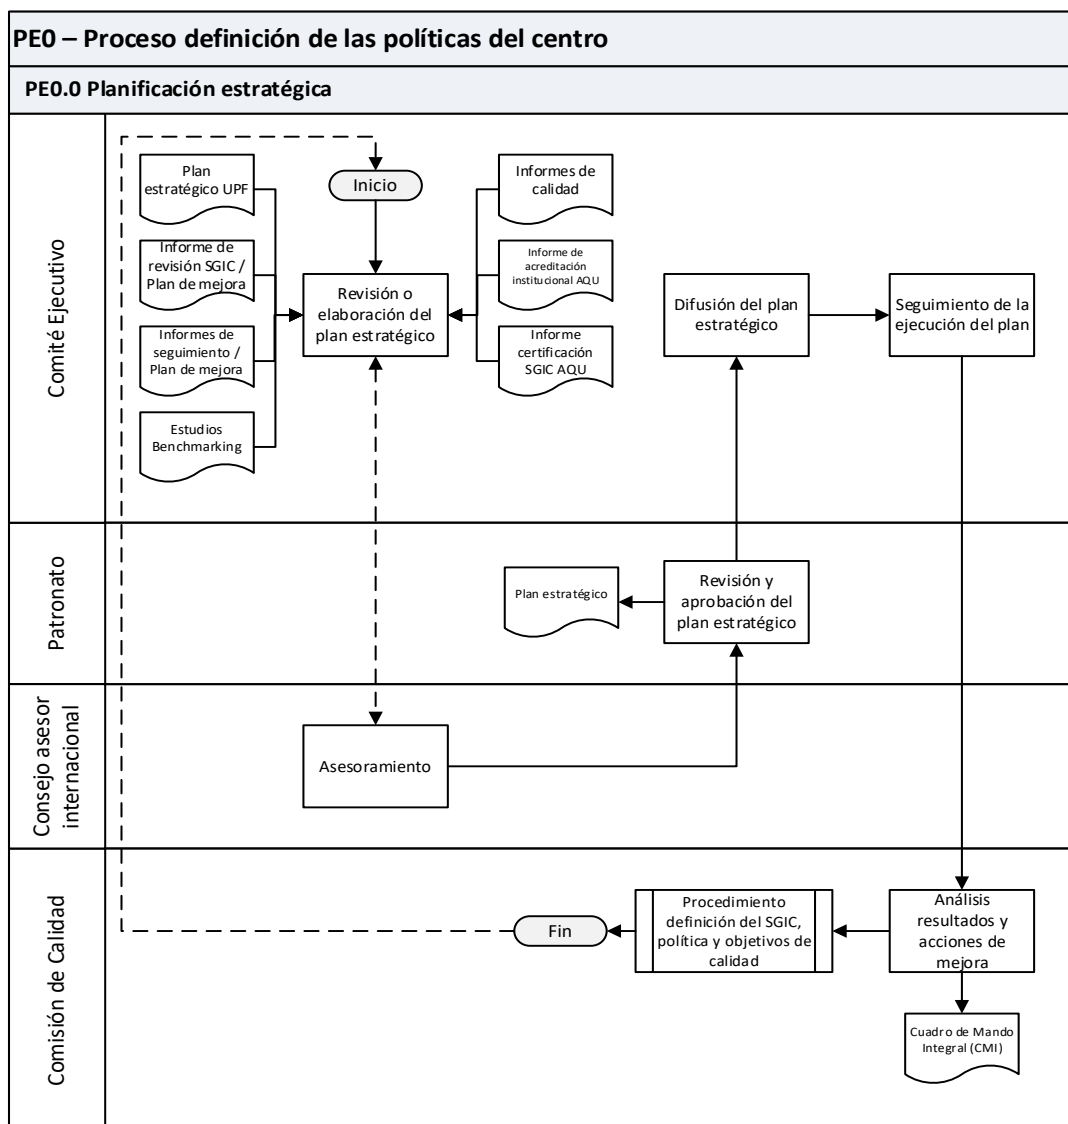 PE0 – Proceso definición de las políticas del centro
PE0.0 Planificación estratégica
Comité Ejecutivo
Plan
estratégico UPF
Inicio
Informes de
calidad
Informe de
revisión SGIC /
Plan de mejora
Revisión o
elaboración del
plan estratégico
Informe de
acreditación
institucional AQU
Difusión del plan
estratégico
Seguimiento de la
ejecución del plan
Informes de
seguimiento /
Plan de mejora
Informe
certificación
SGIC AQU
Estudios
Benchmarking
Patronato
Plan estratégico
Revisión y
aprobación del
plan estratégico
Consejo asesor
internacional
Asesoramiento
Comisión de Calidad
Fin
Procedimiento
definición del SGIC,
política y objetivos de
calidad
Análisis
resultados y
acciones de
mejora
Cuadro de Mando
Integral (CMI)